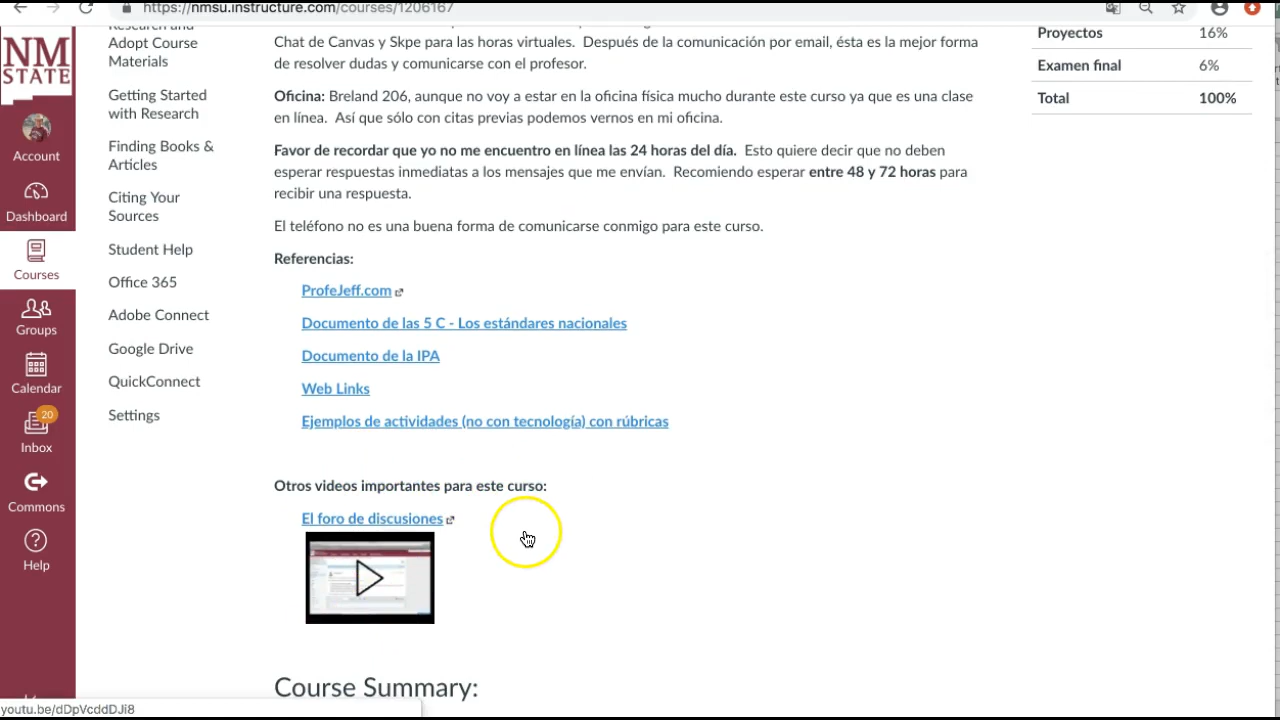 https://nmsu.instructure.com/courses/1206167
NM
STATE
Account
Dashboard
Courses
Groups
Calendar
20
Inbox
Commons
Help
Research and
Adopt Course
Materials
Getting Started
with Research
Finding Books &
Articles
Citing Your
Sources
Student Help
Office 365
Adobe Connect
Google Drive
QuickConnect
Settings
Chat de Canvas y Skpe para las horas virtuales. Después de la comunicación por email, ésta es la mejor forma
de resolver dudas y comunicarse con el profesor.
Oficina: Breland 206, aunque no voy a estar en la oficina física mucho durante este curso ya que es una clase
en línea. Así que sólo con citas previas podemos vernos en mi oficina.
Favor de recordar que yo no me encuentro en línea las 24 horas del día. Esto quiere decir que no deben
esperar respuestas inmediatas a los mensajes que me envían. Recomiendo esperar entre 48 y 72 horas para
recibir una respuesta.
El teléfono no es una buena forma de comunicarse conmigo para este curso.
Referencias:
ProfeJeff.com
Documento de las 5 C - Los estándares nacionales
Documento de la IPA
Web Links
Ejemplos de actividades (no con tecnología) con rúbricas
Otros videos importantes para este curso:
El foro de discusiones
Course Summary:
Proyectos 16%
Examen final 6%
Total 100%
youtu.be/dDpVcddDJi8